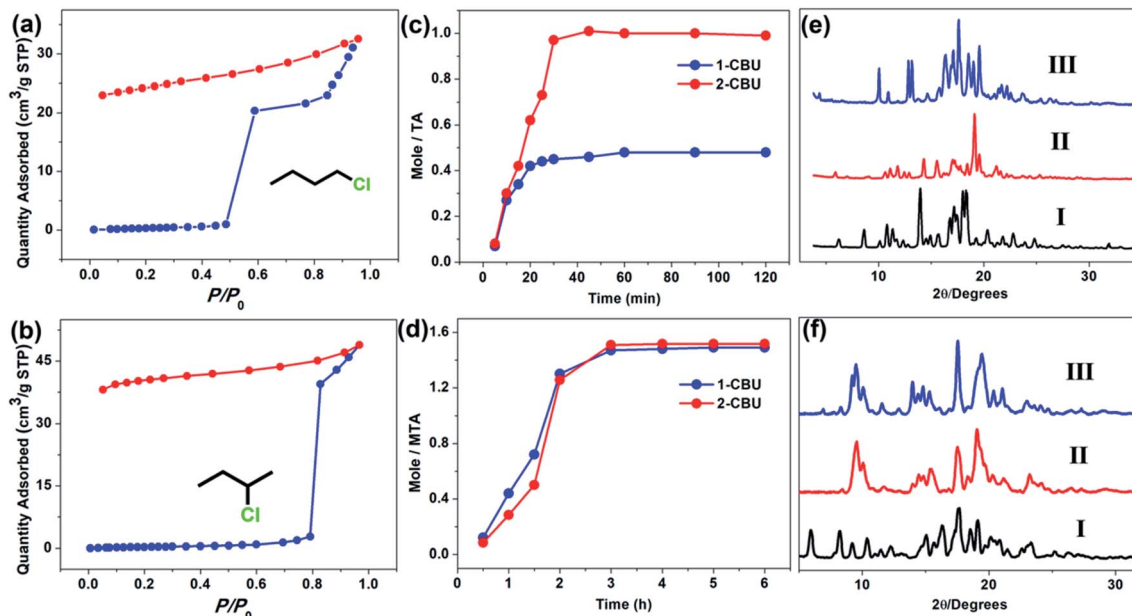 (a)
Quantity Adsorbed (cm³/g STP)
30
20
10
0
Cl
0.0 0.2 0.4 0.6 0.8 1.0
P/P₀
(c)
Mole / TA
1.0
0.8
0.6
0.4
0.2
0.0
1-CBU
2-CBU
0 20 40 60 80 100 120
Time (min)
(e)
III
II
I
10 20 30
2θ/Degrees
(b)
Quantity Adsorbed (cm³/g STP)
45
30
15
0
Cl
0.0 0.2 0.4 0.6 0.8 1.0
P/P₀
(d)
Mole / MTA
1.6
1.2
0.8
0.4
0.0
1-CBU
2-CBU
0 1 2 3 4 5 6
Time (h)
(f)
III
II
I
10 20 30
2θ/Degrees